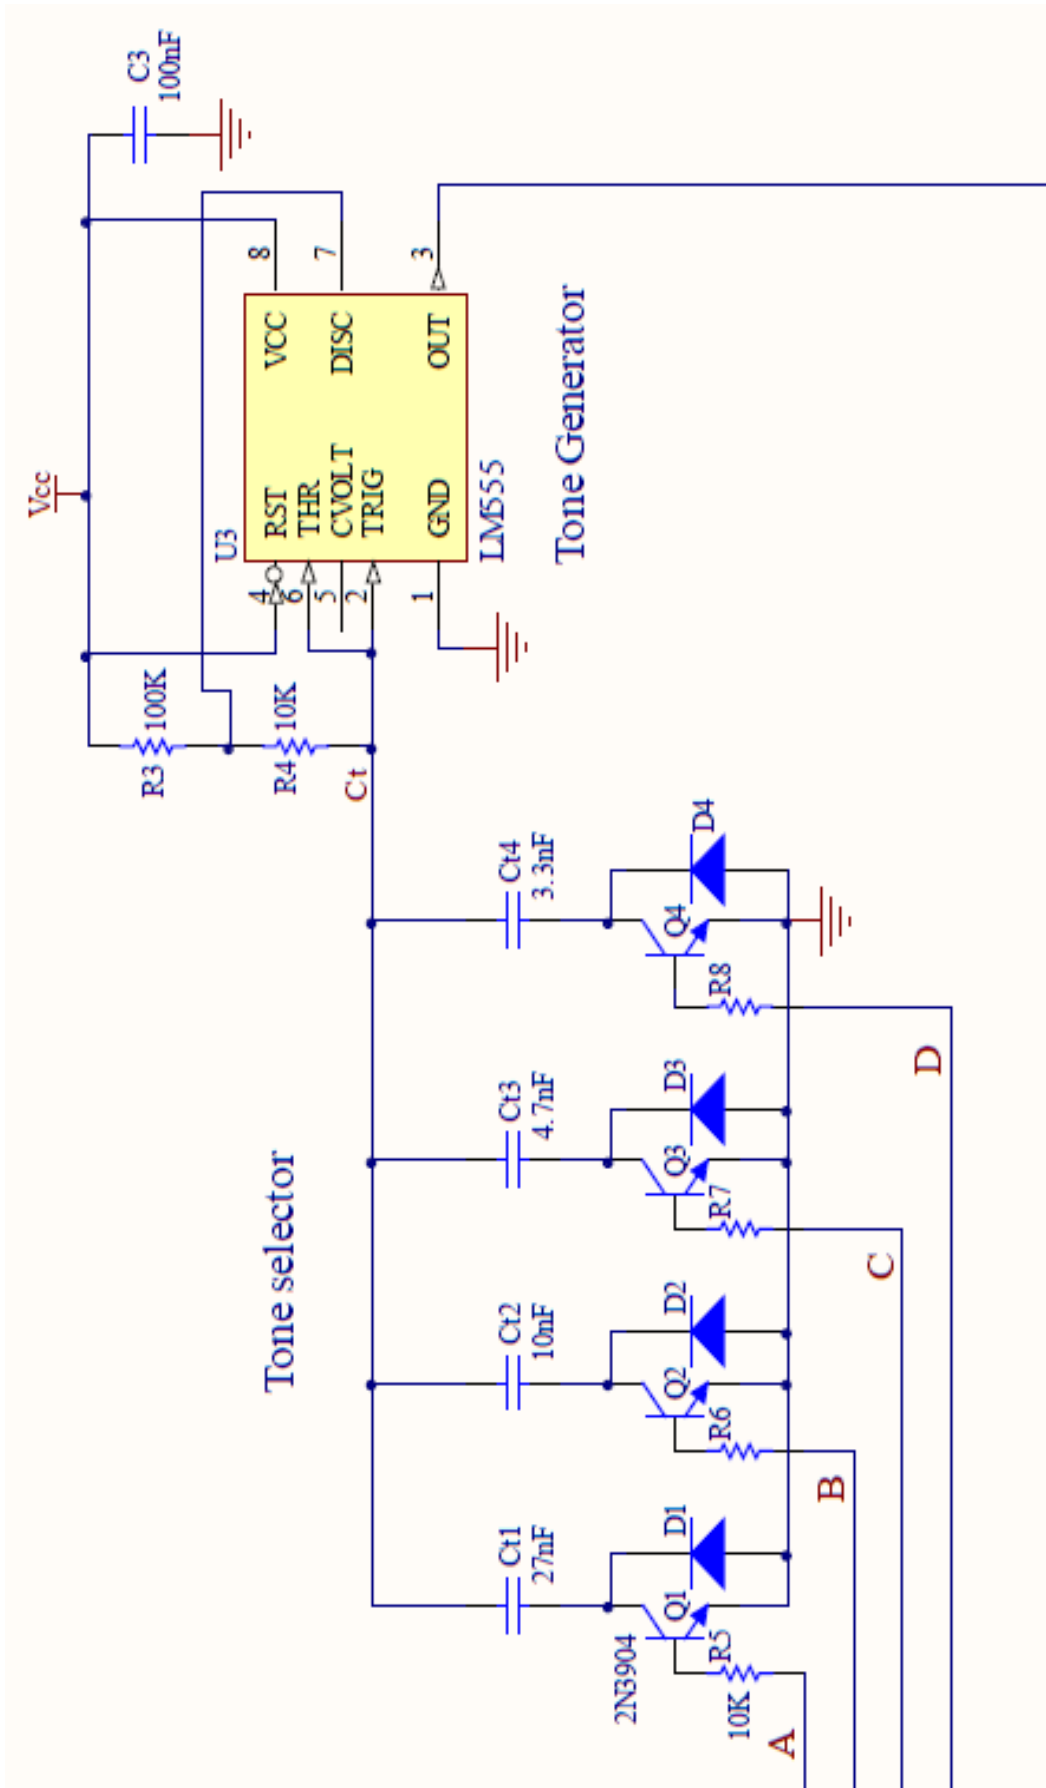 Vcc
C3
100nF
8
7
3
VCC
DISC
OUT
RST
THR
CVOLT
TRIG
GND
U3
LM555
Tone Generator
4
6
5
2
1
R3
100K
R4
10K
Ct
Tone selector
Ct1
27nF
Ct2
10nF
Ct3
4.7nF
Ct4
3.3nF
D1
D2
D3
D4
Q1
Q2
Q3
Q4
2N3904
R5
10K
R6
R7
R8
A
B
C
D